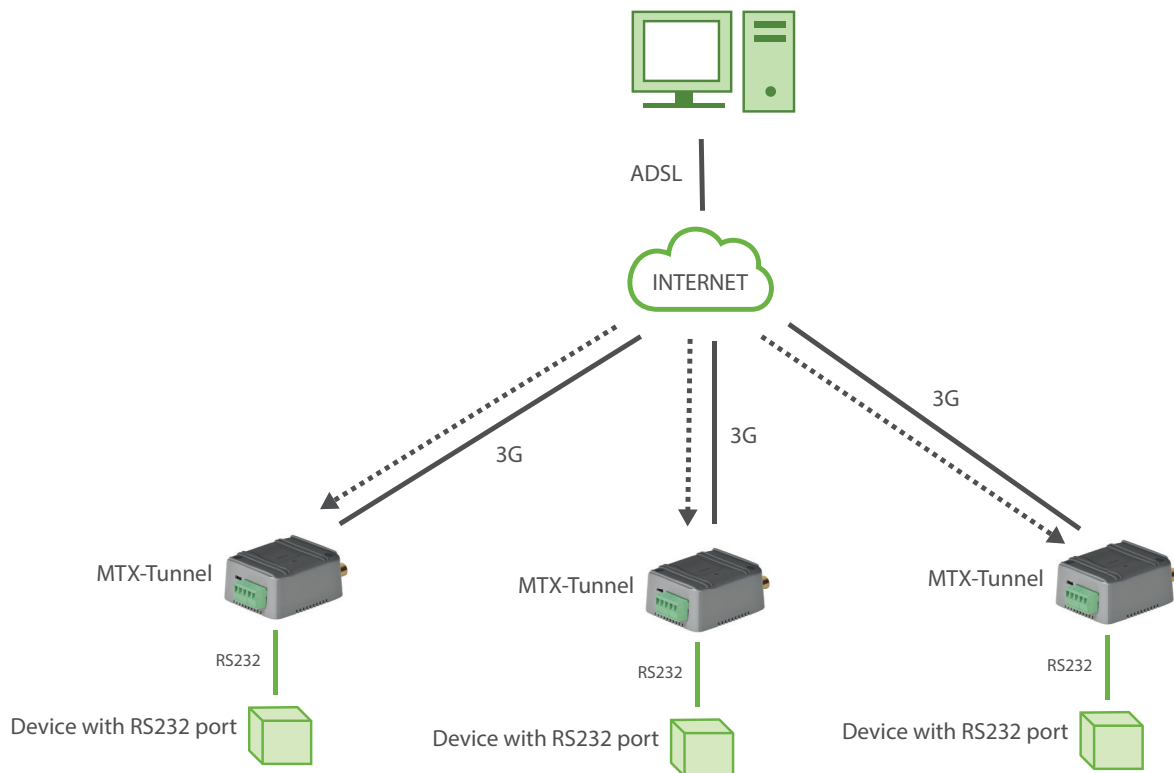 ADSL
INTERNET
3G
3G
3G
MTX-Tunnel
MTX-Tunnel
MTX-Tunnel
RS232
RS232
RS232
Device with RS232 port
Device with RS232 port
Device with RS232 port